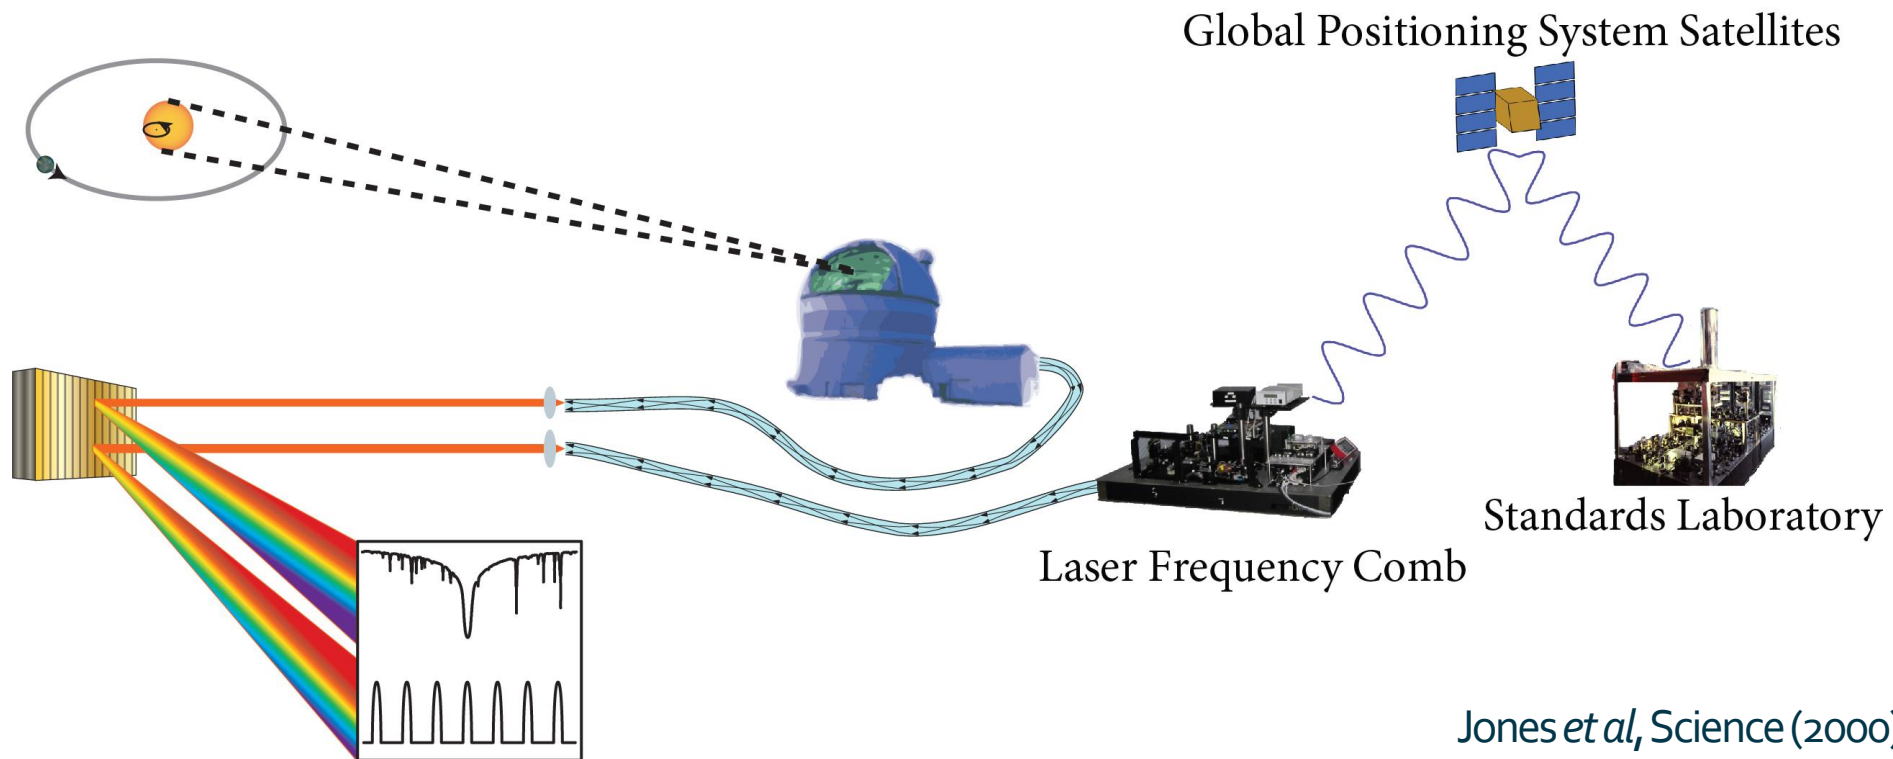 Global Positioning System Satellites
Standards Laboratory
Laser Frequency Comb
Jones et al, Science (2000)